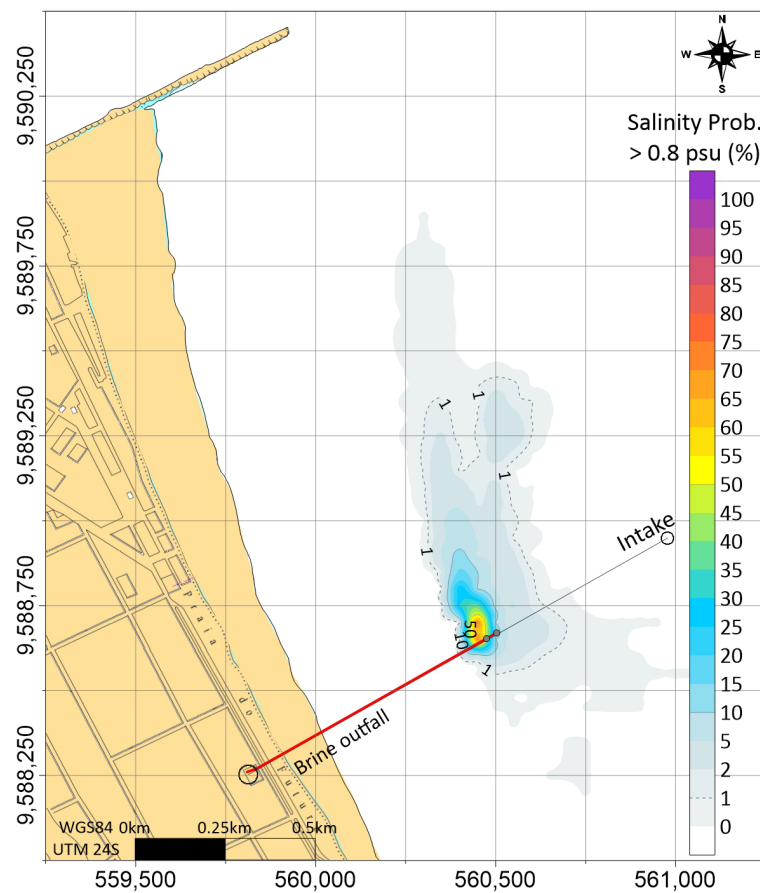 N
W E
S
Salinity Prob.
> 0.8 psu (%)
100
95
90
85
80
75
70
65
60
55
50
45
40
35
30
25
20
15
10
5
2
1
0
9,590,250
9,589,750
9,589,250
9,588,750
9,588,250
1
1
1
1
50
10
1
Intake
Brine outfall
Praia
do
Futur
WGS84 0km 0.25km 0.5km
UTM 24S
559,500 560,000 560,500 561,000